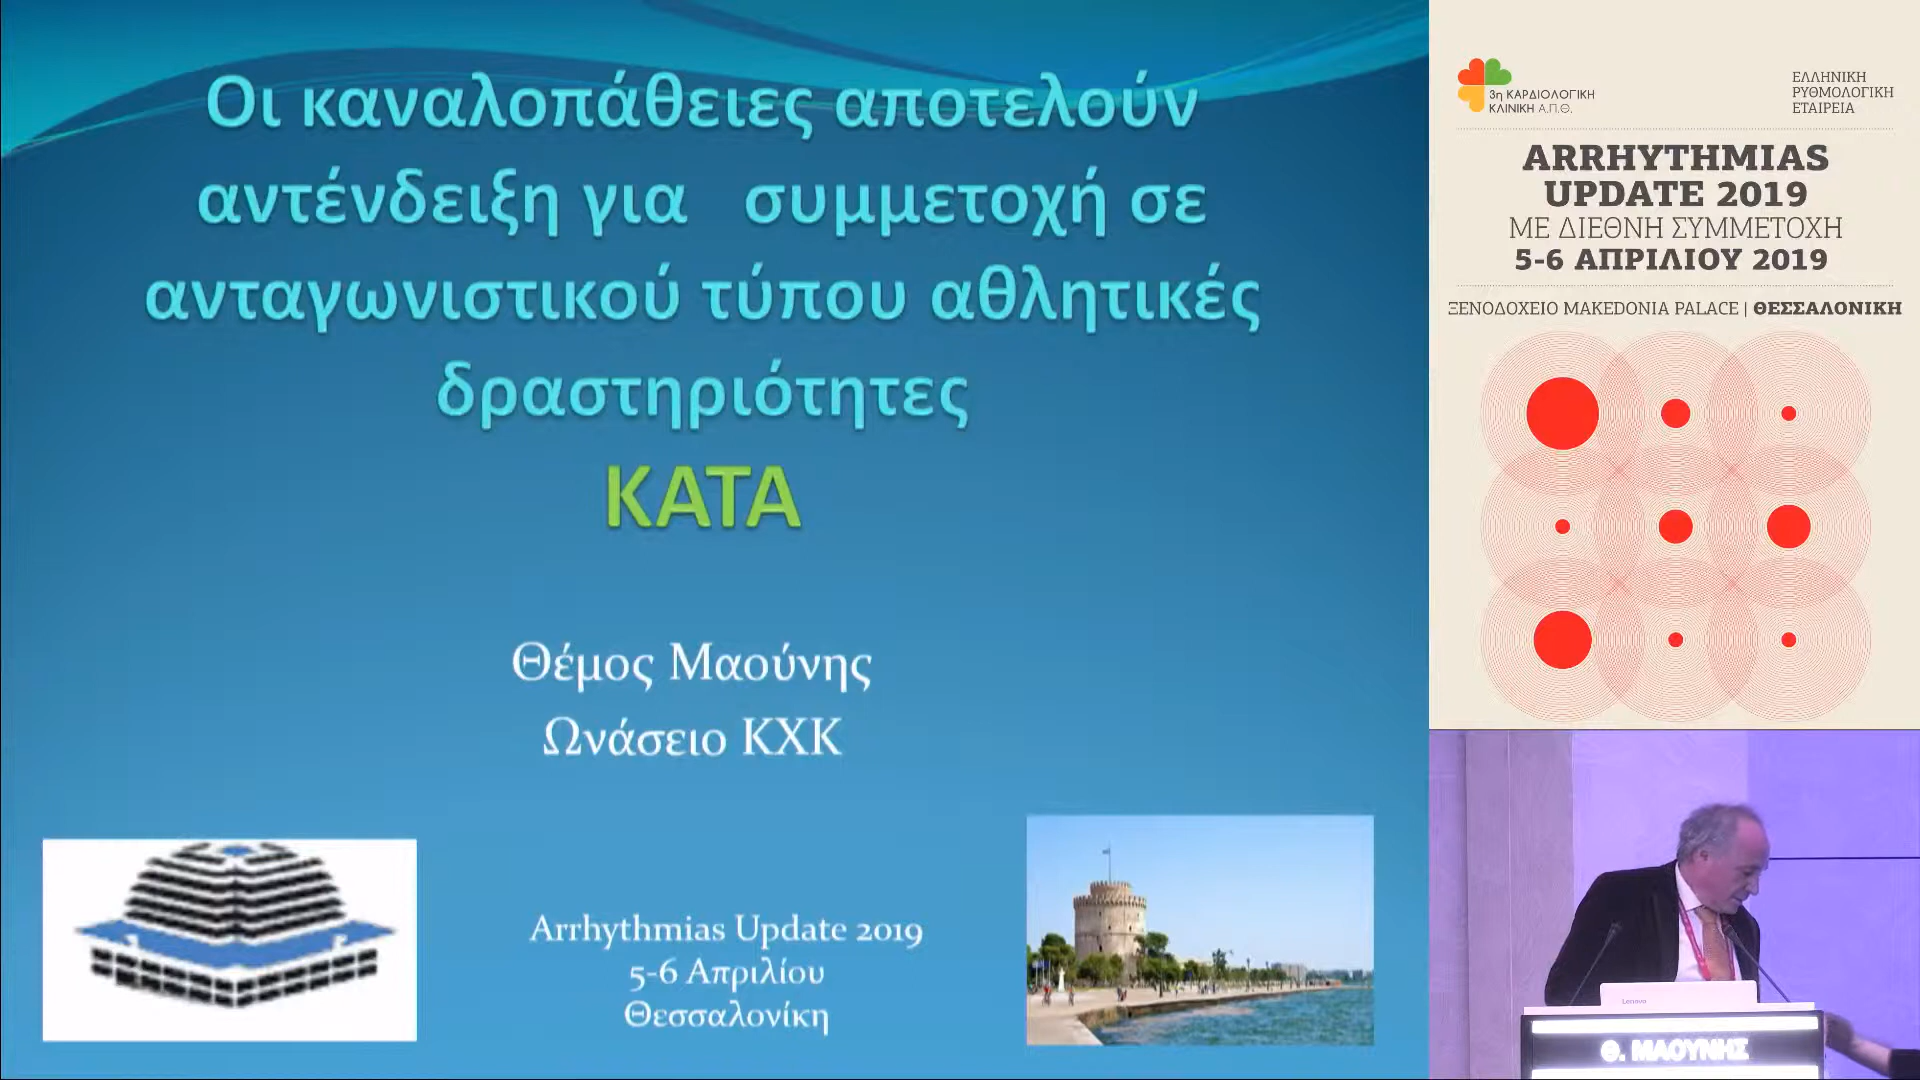 Οι καναλοπάθειες αποτελούν
αντένδειξη για συμμετοχή σε
ανταγωνιστικού τύπου αθλητικές
δραστηριότητες
ΚΑΤΑ
Θέμος Μαούνης
Ωνάσειο ΚΧΚ
Arrhythmias Update 2019
5-6 Απριλίου
Θεσσαλονίκη
3η ΚΑΡΔΙΟΛΟΓΙΚΗ
ΚΛΙΝΙΚΗ Α.Π.Θ.
ΕΛΛΗΝΙΚΗ
ΡΥΘΜΟΛΟΓΙΚΗ
ΕΤΑΙΡΕΙΑ
ARRHYTHMIAS
UPDATE 2019
ΜΕ ΔΙΕΘΝΗ ΣΥΜΜΕΤΟΧΗ
5-6 ΑΠΡΙΛΙΟΥ 2019
ΞΕΝΟΔΟΧΕΙΟ MAKEDONIA PALACE | ΘΕΣΣΑΛΟΝΙΚΗ
Lenovo
Θ. ΜΑΟΥΝΗΣ